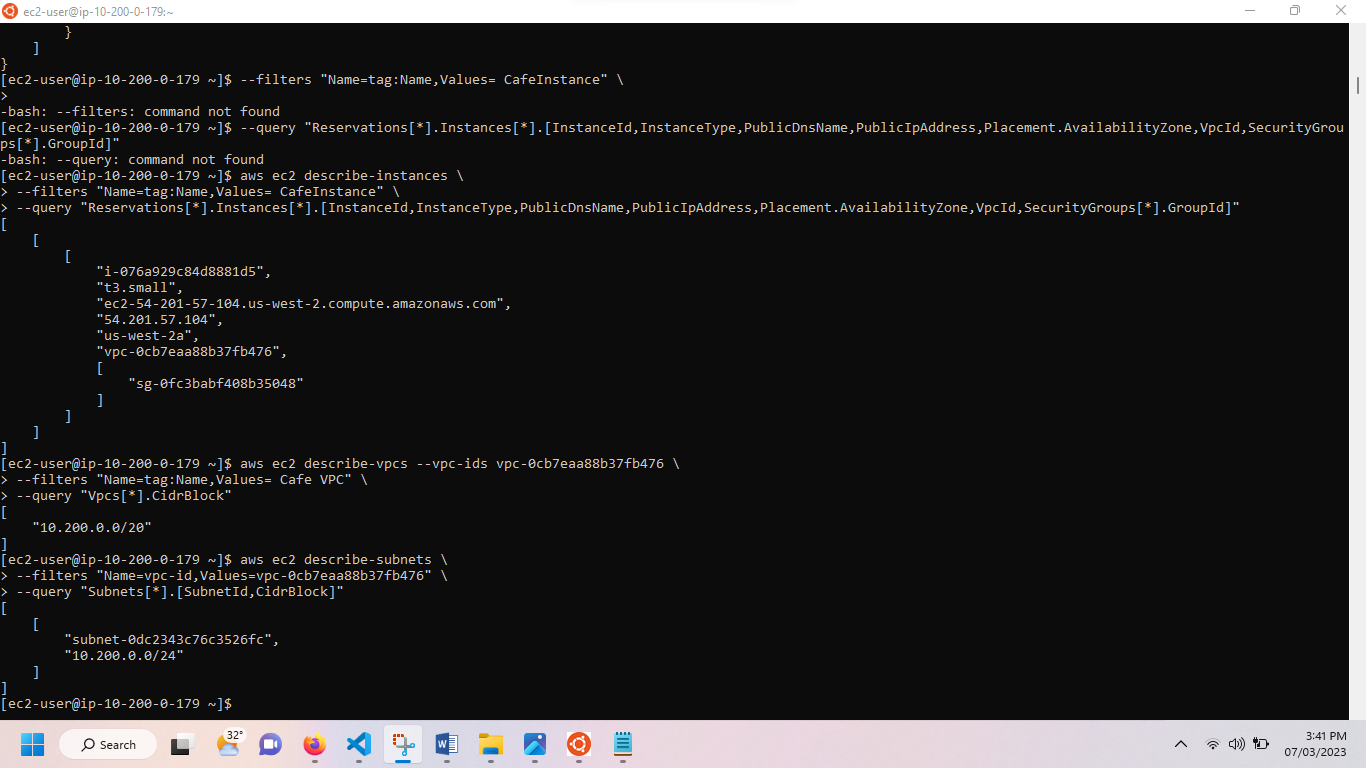 ec2-user@ip-10-200-0-179:~
        }
    ]
}
[ec2-user@ip-10-200-0-179 ~]$ --filters "Name=tag:Name,Values= CafeInstance" \
>
-bash: --filters: command not found
[ec2-user@ip-10-200-0-179 ~]$ --query "Reservations[*].Instances[*].[InstanceId,InstanceType,PublicDnsName,PublicIpAddress,Placement.AvailabilityZone,VpcId,SecurityGrou
ps[*].GroupId]"
-bash: --query: command not found
[ec2-user@ip-10-200-0-179 ~]$ aws ec2 describe-instances \
> --filters "Name=tag:Name,Values= CafeInstance" \
> --query "Reservations[*].Instances[*].[InstanceId,InstanceType,PublicDnsName,PublicIpAddress,Placement.AvailabilityZone,VpcId,SecurityGroups[*].GroupId]"
[
    [
        [
            "i-076a929c84d8881d5",
            "t3.small",
            "ec2-54-201-57-104.us-west-2.compute.amazonaws.com",
            "54.201.57.104",
            "us-west-2a",
            "vpc-0cb7eaa88b37fb476",
            [
                "sg-0fc3babf408b35048"
            ]
        ]
    ]
]
[ec2-user@ip-10-200-0-179 ~]$ aws ec2 describe-vpcs --vpc-ids vpc-0cb7eaa88b37fb476 \
> --filters "Name=tag:Name,Values= Cafe VPC" \
> --query "Vpcs[*].CidrBlock"
[
    "10.200.0.0/20"
]
[ec2-user@ip-10-200-0-179 ~]$ aws ec2 describe-subnets \
> --filters "Name=vpc-id,Values=vpc-0cb7eaa88b37fb476" \
> --query "Subnets[*].[SubnetId,CidrBlock]"
[
    [
        "subnet-0dc2343c76c3526fc",
        "10.200.0.0/24"
    ]
]
[ec2-user@ip-10-200-0-179 ~]$
Search
32°
3:41 PM
07/03/2023